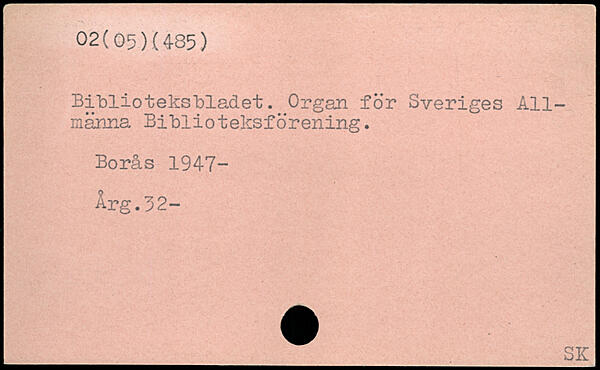 02(05)(485)
Biblioteksbladet. Organ för Sveriges All-
männa Biblioteksförening.
Borås 1947-
Årg.32-
SK